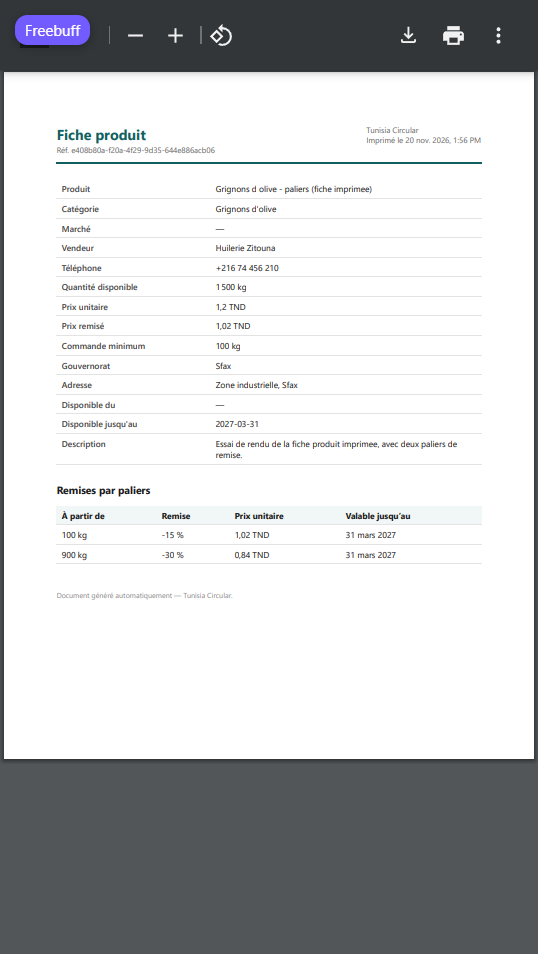 Freebuff
Fiche produit
Tunisia Circular
Imprimé le 20 nov. 2026, 1:56 PM
Réf. e408b80a-f20a-4f29-9d35-644e886acb06
Produit Grignons d olive - paliers (fiche imprimee)
Catégorie Grignons d'olive
Marché —
Vendeur Huilerie Zitouna
Téléphone +216 74 456 210
Quantité disponible 1 500 kg
Prix unitaire 1,2 TND
Prix remisé 1,02 TND
Commande minimum 100 kg
Gouvernorat Sfax
Adresse Zone industrielle, Sfax
Disponible du —
Disponible jusqu'au 2027-03-31
Description Essai de rendu de la fiche produit imprimee, avec deux paliers de
remise.
Remises par paliers
À partir de Remise Prix unitaire Valable jusqu'au
100 kg -15 % 1,02 TND 31 mars 2027
900 kg -30 % 0,84 TND 31 mars 2027
Document généré automatiquement — Tunisia Circular.